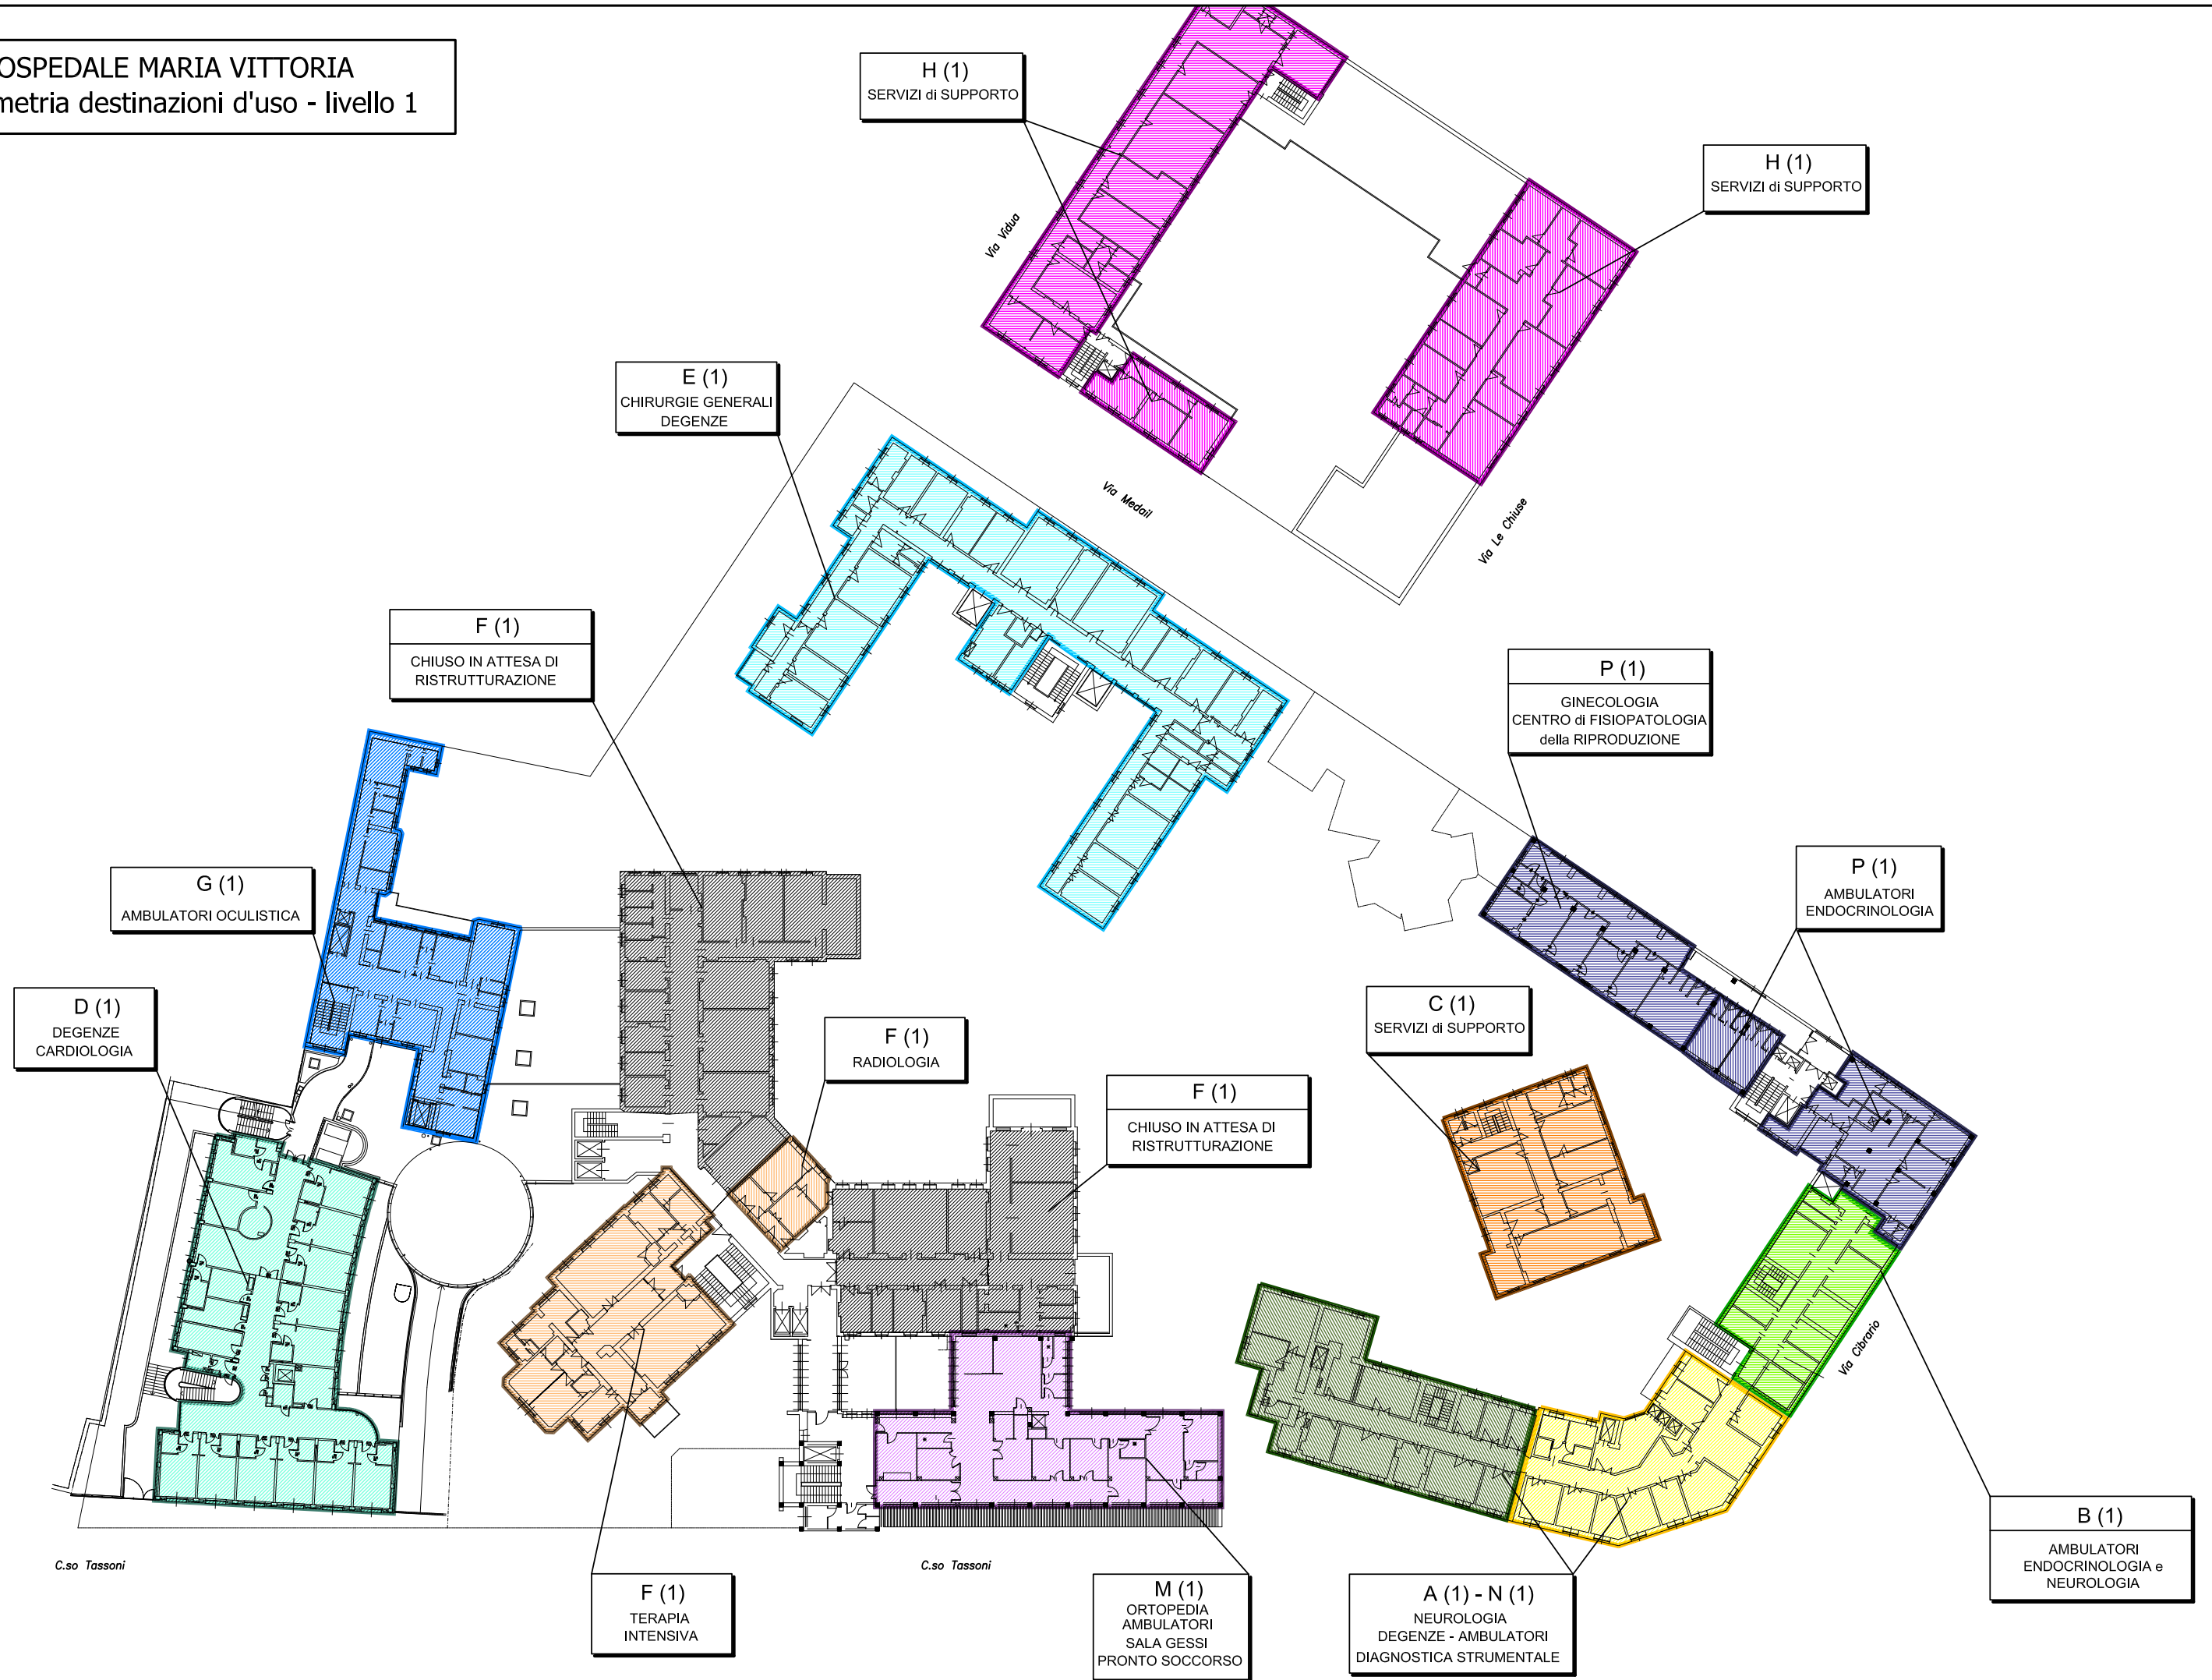 OSPEDALE MARIA VITTORIA
metria destinazioni d'uso - livello 1
H (1)
SERVIZI di SUPPORTO
H (1)
SERVIZI di SUPPORTO
Via Vidua
E (1)
CHIRURGIE GENERALI
DEGENZE
Via Medail
Via Le Chiuse
F (1)
CHIUSO IN ATTESA DI
RISTRUTTURAZIONE
P (1)
GINECOLOGIA
CENTRO di FISIOPATOLOGIA
della RIPRODUZIONE
G (1)
AMBULATORI OCULISTICA
P (1)
AMBULATORI
ENDOCRINOLOGIA
D (1)
DEGENZE
CARDIOLOGIA
F (1)
RADIOLOGIA
C (1)
SERVIZI di SUPPORTO
F (1)
CHIUSO IN ATTESA DI
RISTRUTTURAZIONE
Via Cibrario
C.so Tassoni
C.so Tassoni
F (1)
TERAPIA
INTENSIVA
M (1)
ORTOPEDIA
AMBULATORI
SALA GESSI
PRONTO SOCCORSO
A (1) - N (1)
NEUROLOGIA
DEGENZE - AMBULATORI
DIAGNOSTICA STRUMENTALE
B (1)
AMBULATORI
ENDOCRINOLOGIA e
NEUROLOGIA